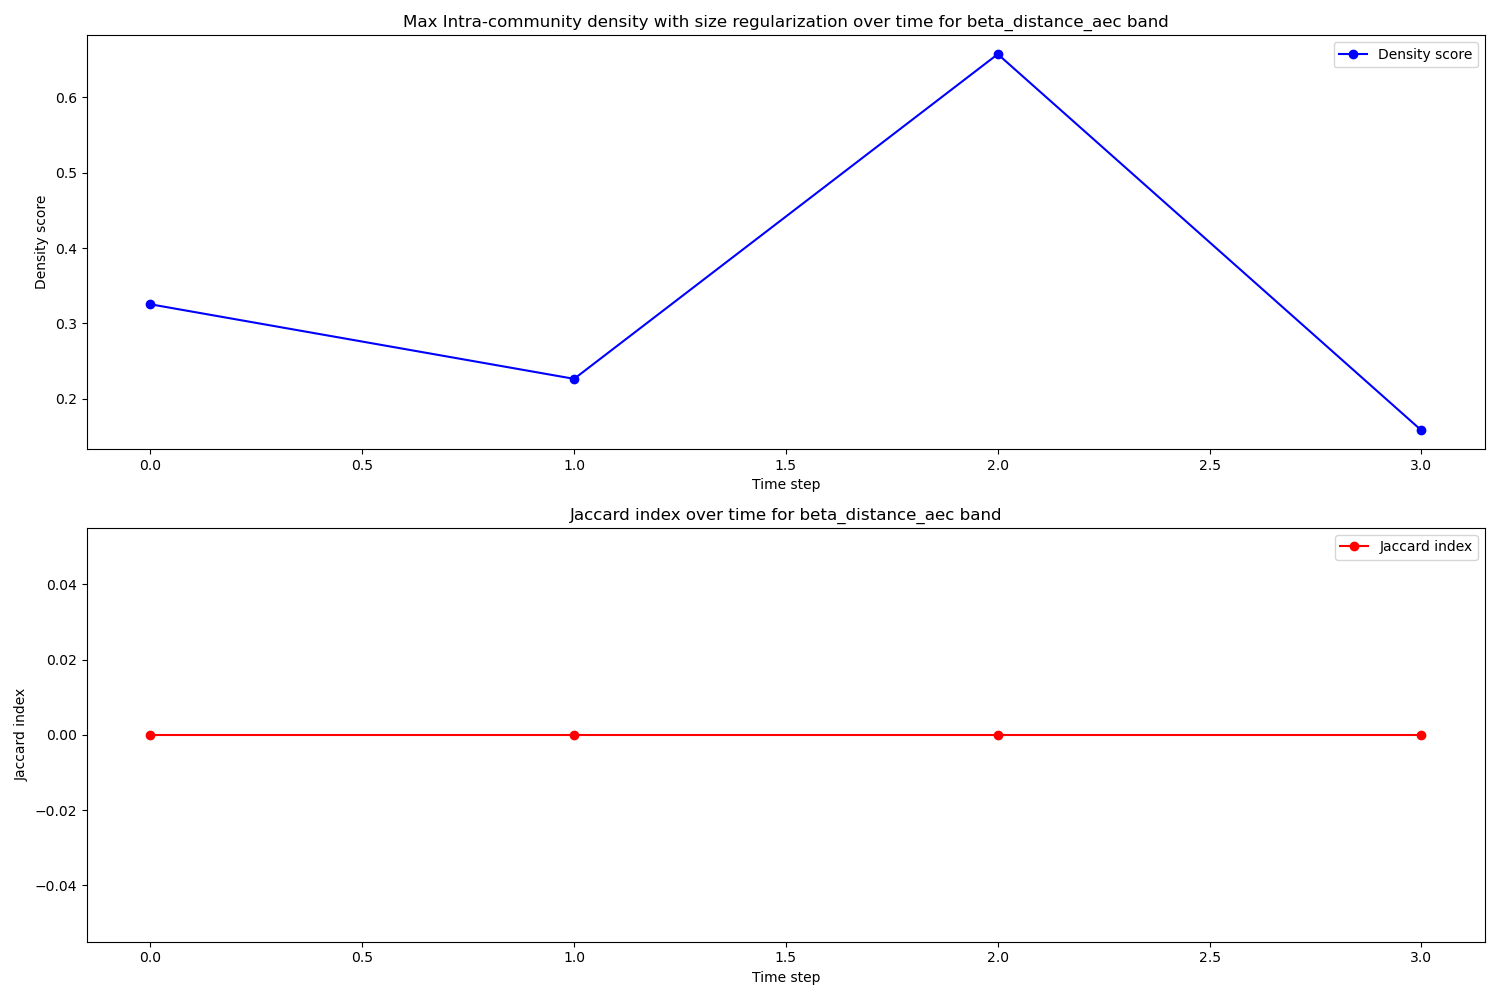 Max Intra-community density with size regularization over time for beta_distance_aec band
Density score
0.6
0.5
0.4
0.3
0.2
Density score
0.0 0.5 1.0 1.5 2.0 2.5 3.0
Time step
Jaccard index over time for beta_distance_aec band
Jaccard index
0.04
0.02
0.00
−0.02
−0.04
Jaccard index
0.0 0.5 1.0 1.5 2.0 2.5 3.0
Time step